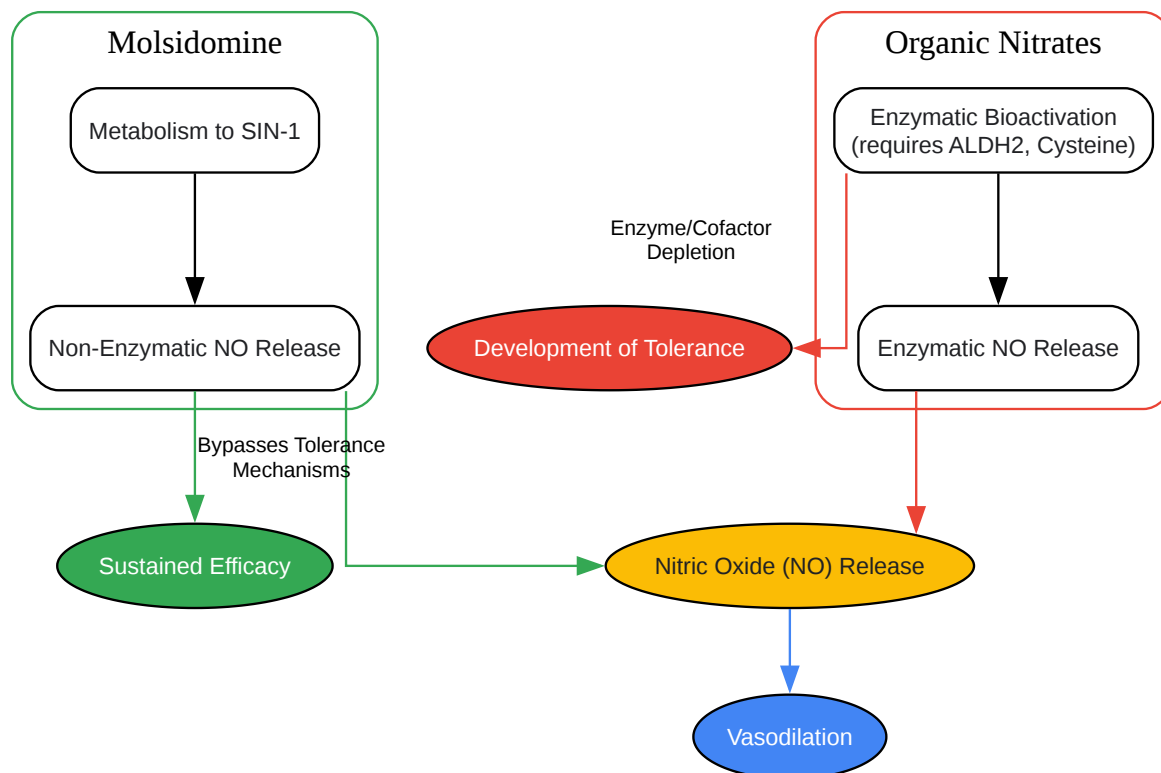 Molsidomine
Organic Nitrates
Metabolism to SIN-1
Enzymatic Bioactivation
(requires ALDH2, Cysteine)
Enzyme/Cofactor
Depletion
Non-Enzymatic NO Release
Development of Tolerance
Enzymatic NO Release
Bypasses Tolerance
Mechanisms
Sustained Efficacy
Nitric Oxide (NO) Release
Vasodilation